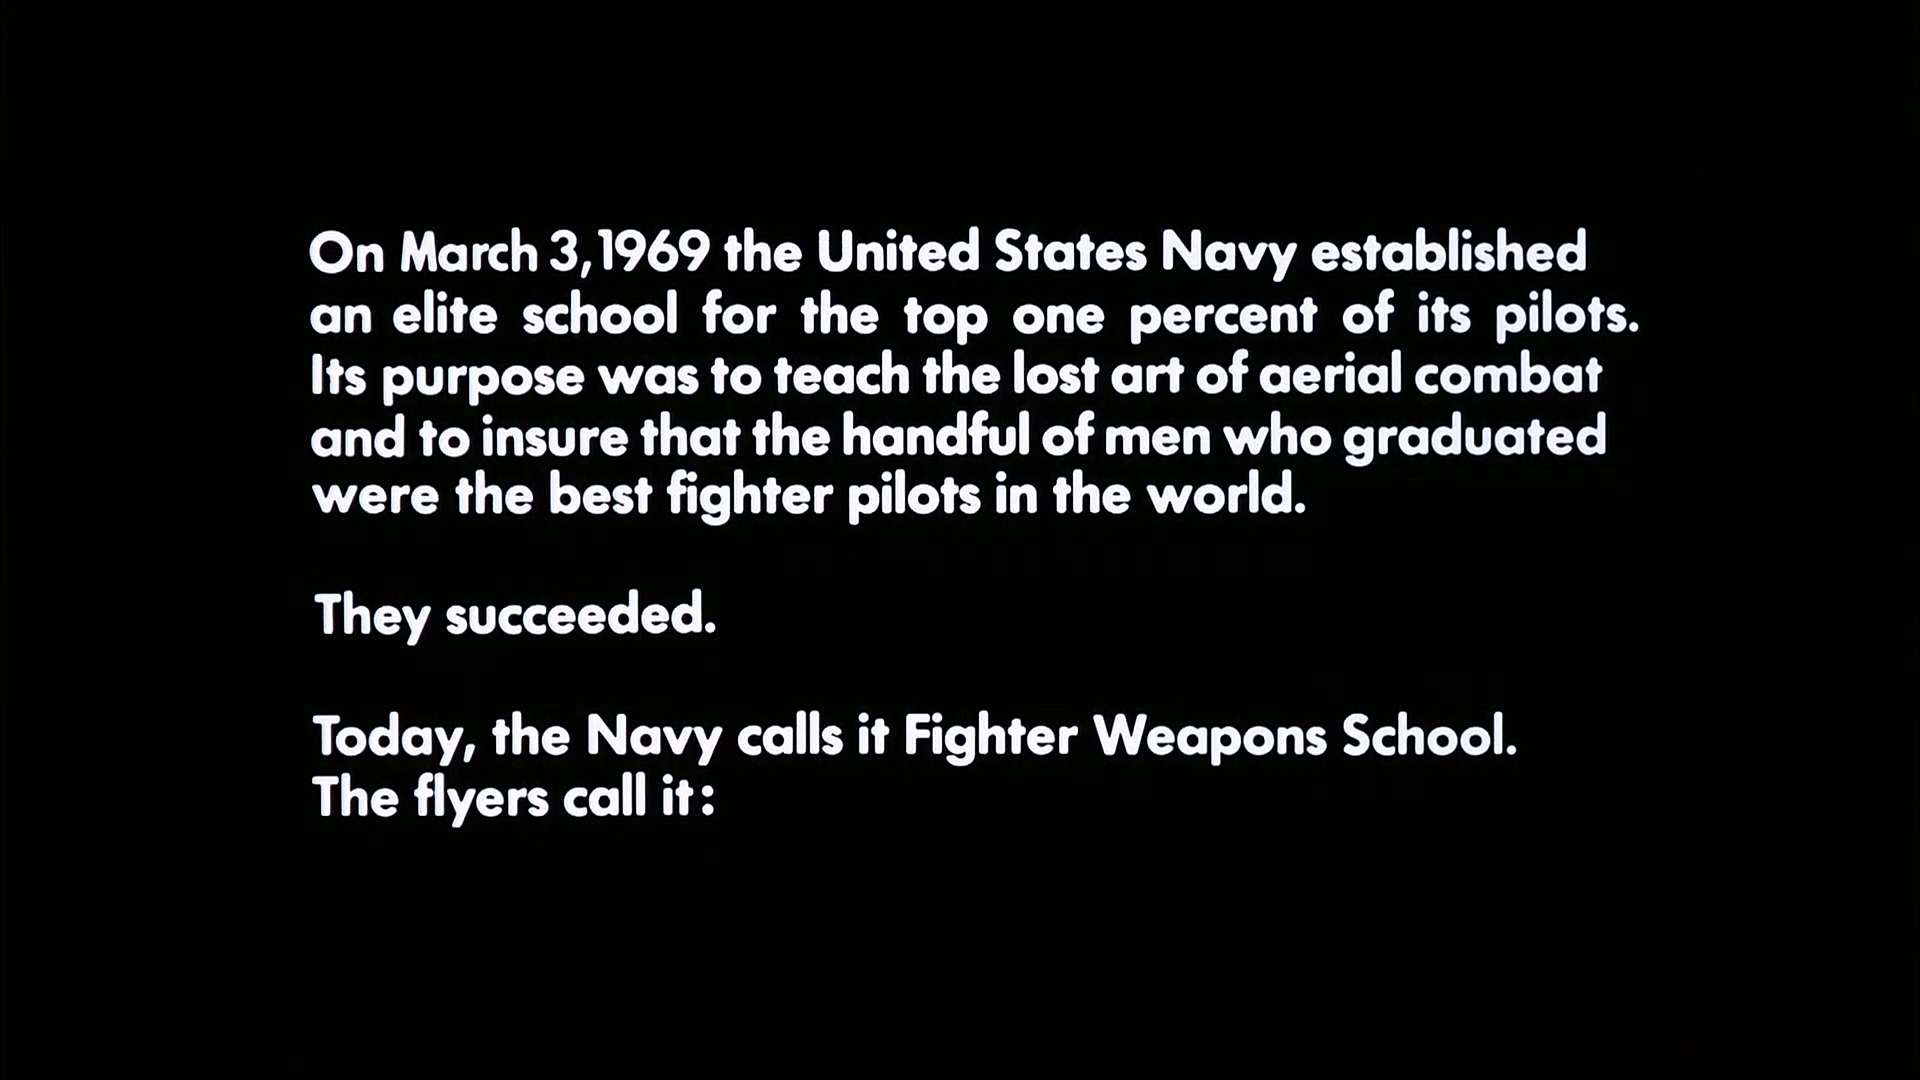 On March 3, 1969 the United States Navy established
an elite school for the top one percent of its pilots.
Its purpose was to teach the lost art of aerial combat
and to insure that the handful of men who graduated
were the best fighter pilots in the world.
They succeeded.
Today, the Navy calls it Fighter Weapons School.
The flyers call it: